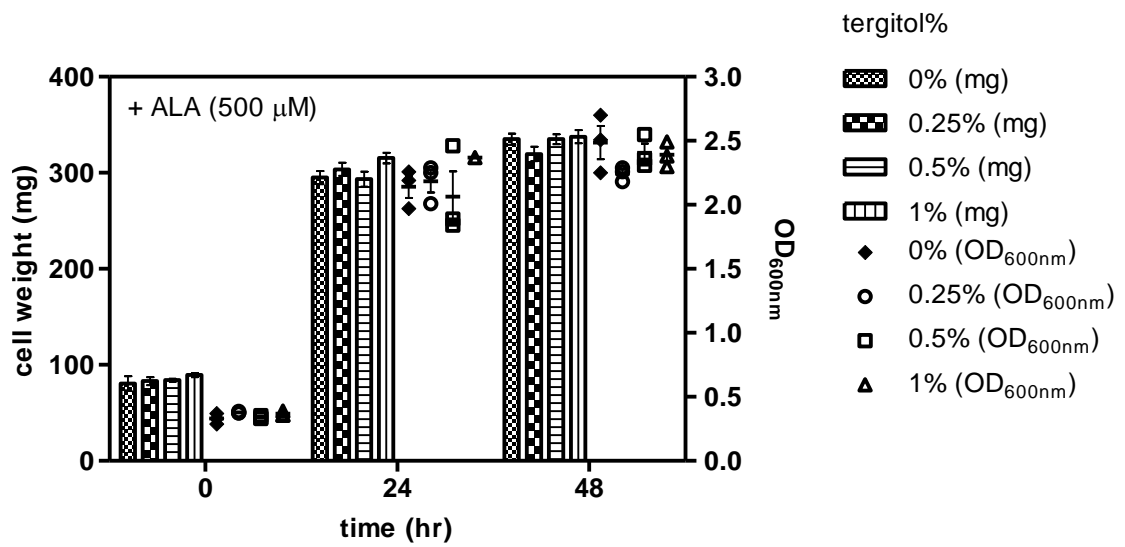 tergitol%
400
300
200
100
0
cell weight (mg)
+ ALA (500 μM)
3.0
2.5
2.0
1.5
1.0
0.5
0.0
OD600nm
0
24
48
time (hr)
0% (mg)
0.25% (mg)
0.5% (mg)
1% (mg)
0% (OD600nm)
0.25% (OD600nm)
0.5% (OD600nm)
1% (OD600nm)